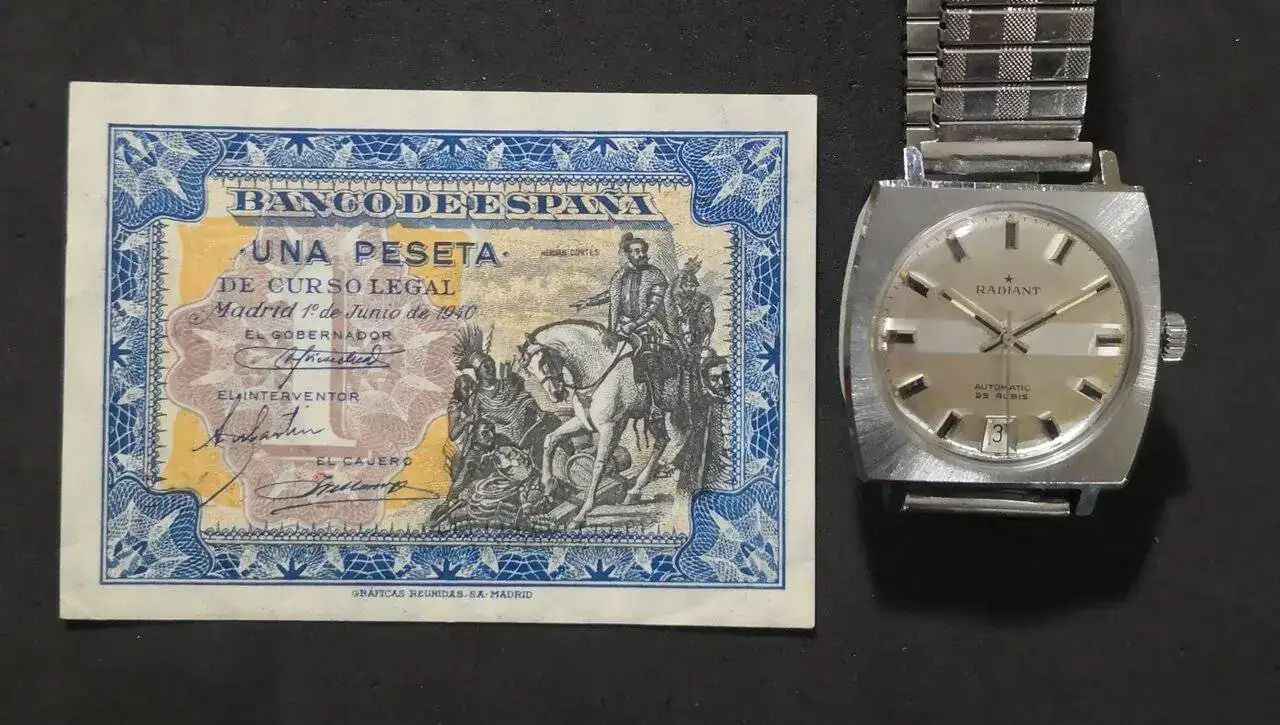 BANCO DE ESPAÑA
·UNA PESETA·
HERNAN CORTES
DE CURSO LEGAL
Madrid 1º de Junio de 1940
EL GOBERNADOR
EL INTERVENTOR
EL CAJERO
GRÁFICAS REUNIDAS, S.A. MADRID
RADIANT
AUTOMATIC
25 RUBIS
3